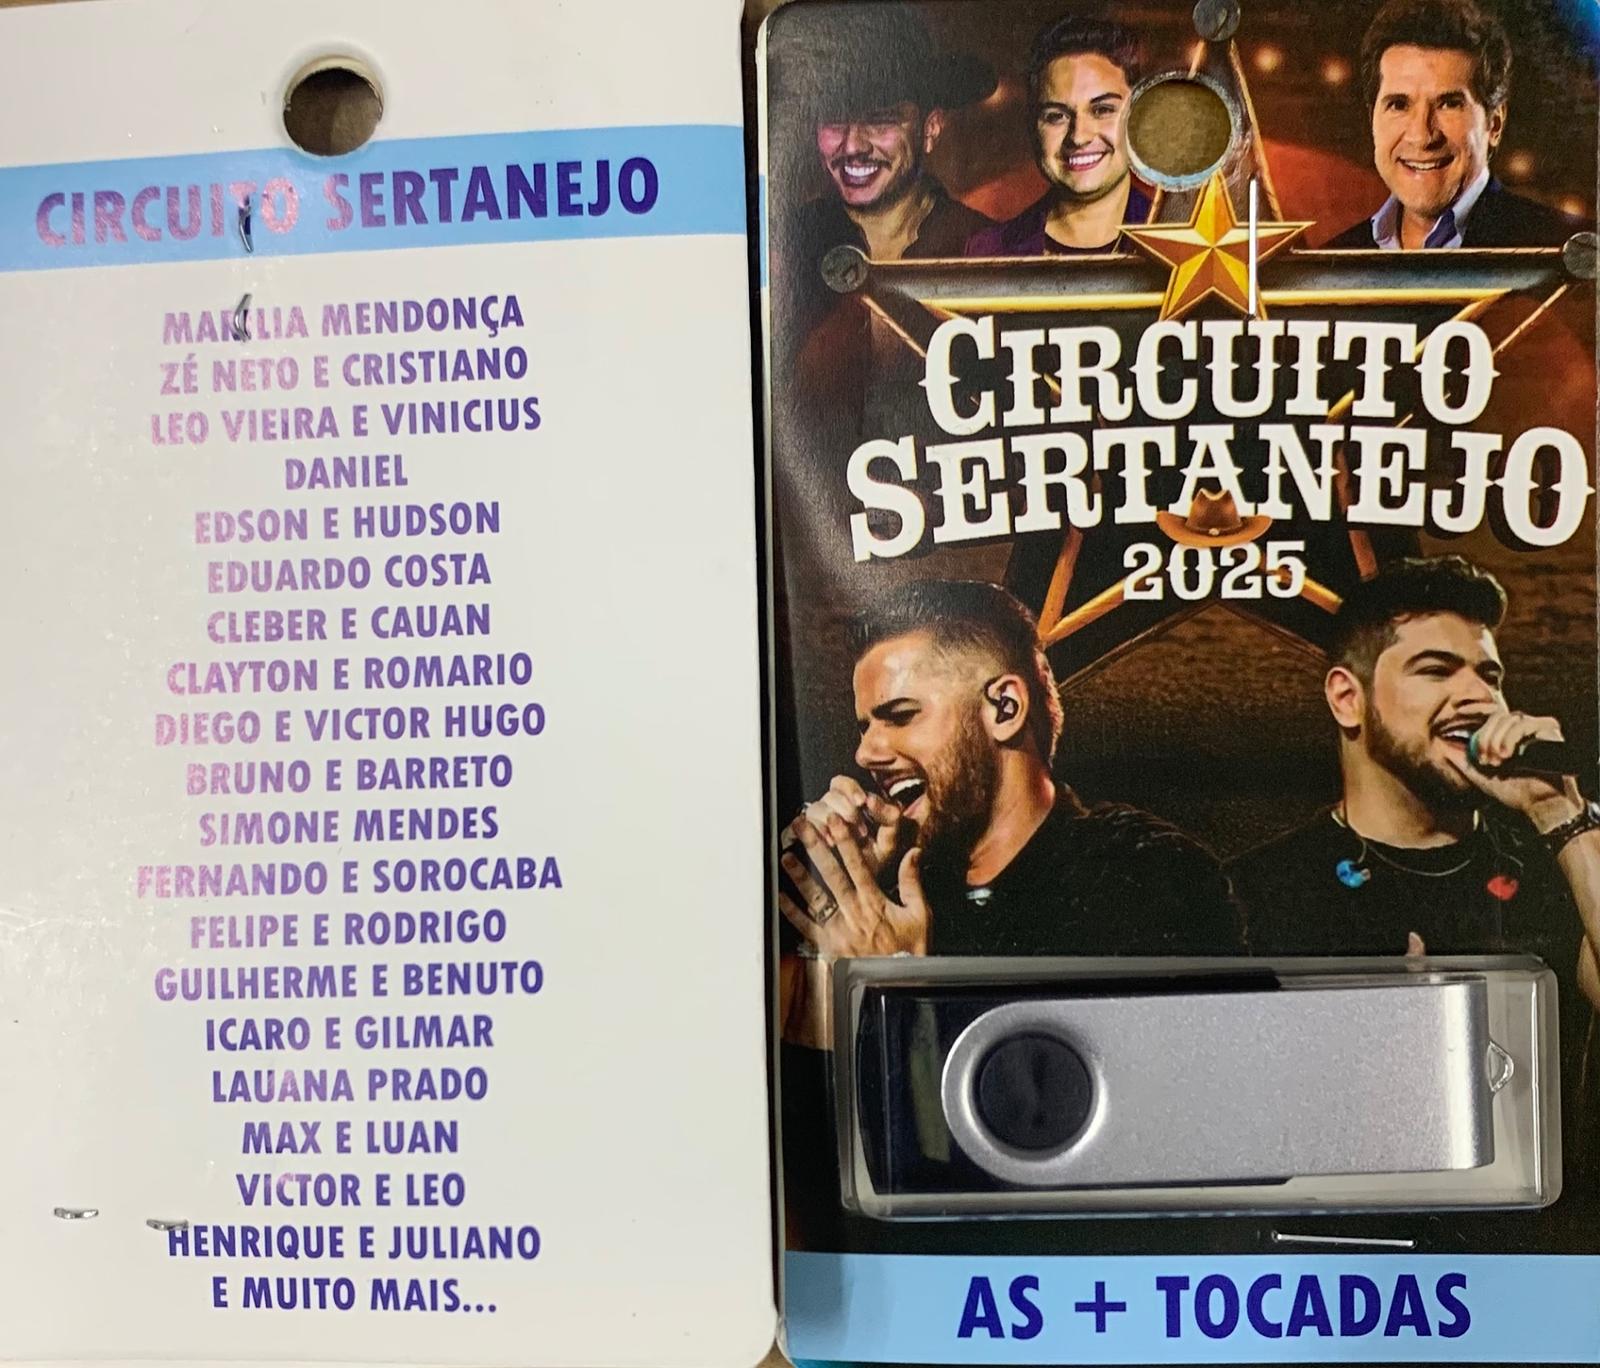 CIRCUITO SERTANEJO
MARÍLIA MENDONÇA
ZÉ NETO E CRISTIANO
LEO VIEIRA E VINICIUS
DANIEL
EDSON E HUDSON
EDUARDO COSTA
CLEBER E CAUAN
CLAYTON E ROMARIO
DIEGO E VICTOR HUGO
BRUNO E BARRETO
SIMONE MENDES
FERNANDO E SOROCABA
FELIPE E RODRIGO
GUILHERME E BENUTO
ICARO E GILMAR
LAUANA PRADO
MAX E LUAN
VICTOR E LEO
HENRIQUE E JULIANO
E MUITO MAIS...
CIRCUITO
SERTANEJO
2025
AS + TOCADAS